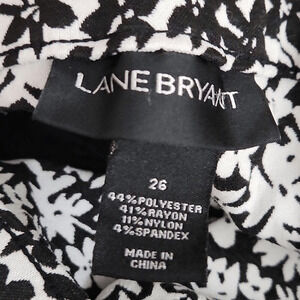 LANE BRYANT
26
44%POLYESTER
41%RAYON
11%NYLON
4%SPANDEX
MADE IN
CHINA